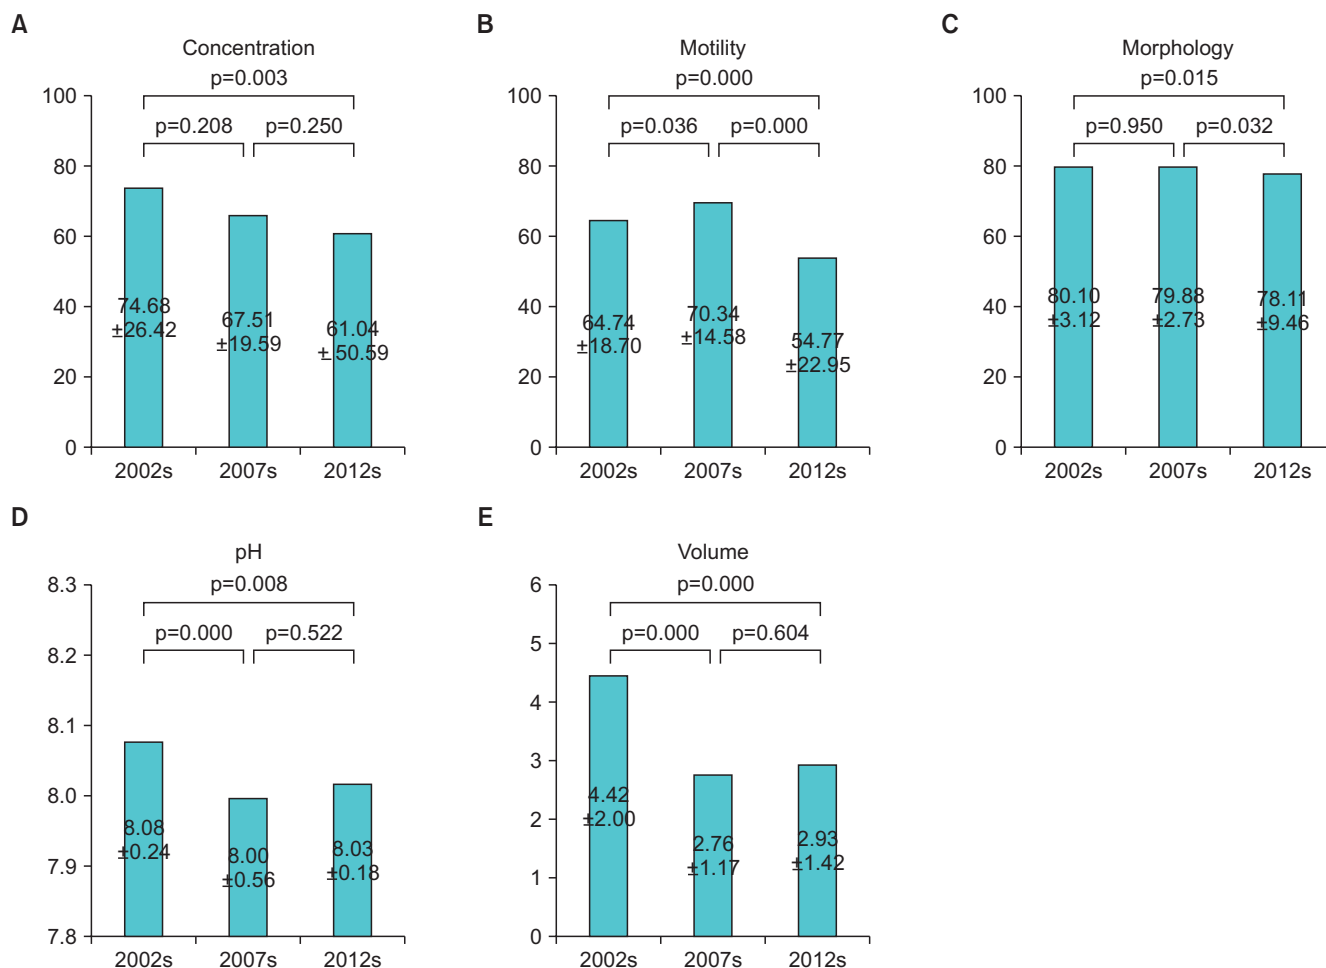 A
Concentration
p=0.003
p=0.208 p=0.250
100
80
60
40
20
0
74.68
±26.42
67.51
±19.59
61.04
±50.59
2002s 2007s 2012s
B
Motility
p=0.000
p=0.036 p=0.000
100
80
60
40
20
0
64.74
±18.70
70.34
±14.58
54.77
±22.95
2002s 2007s 2012s
C
Morphology
p=0.015
p=0.950 p=0.032
100
80
60
40
20
0
80.10
±3.12
79.88
±2.73
78.11
±9.46
2002s 2007s 2012s
D
pH
p=0.008
p=0.000 p=0.522
8.3
8.2
8.1
8.0
7.9
7.8
8.08
±0.24
8.00
±0.56
8.03
±0.18
2002s 2007s 2012s
E
Volume
p=0.000
p=0.000 p=0.604
6
5
4
3
2
1
0
4.42
±2.00
2.76
±1.17
2.93
±1.42
2002s 2007s 2012s